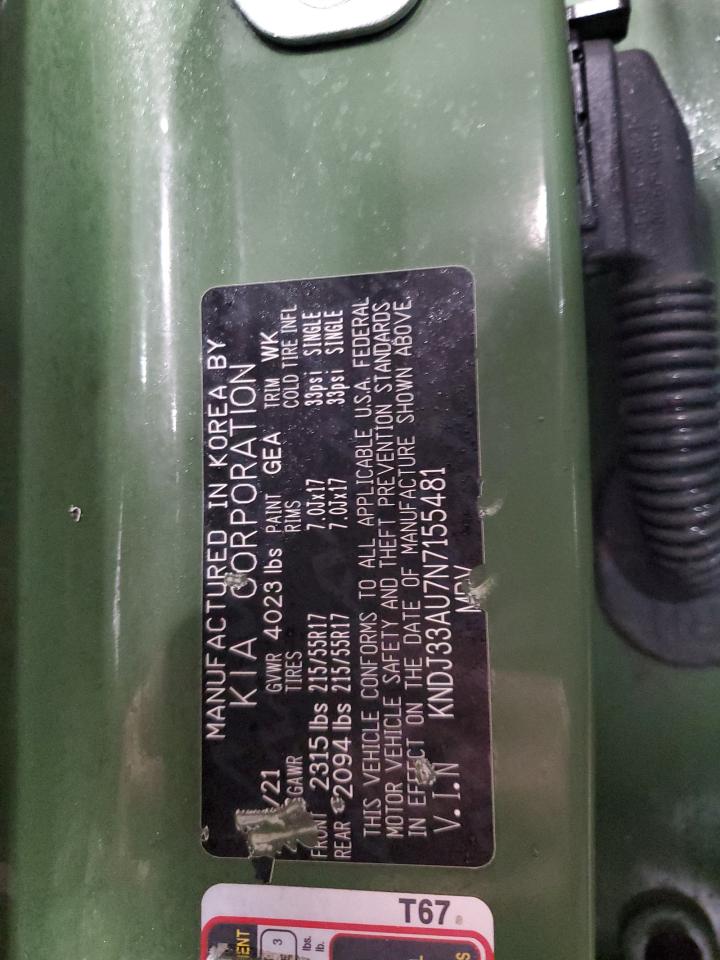 MANUFACTURED IN KOREA BY
KIA CORPORATION
/21 GVWR 4023 lbs PAINT GEA TRIM WK
GAWR TIRES RIMS COLD TIRE INFL
FRONT 2315 lbs 215/55R17 7.0Jx17 33psi SINGLE
REAR 2094 lbs 215/55R17 7.0Jx17 33psi SINGLE
THIS VEHICLE CONFORMS TO ALL APPLICABLE U.S.A. FEDERAL
MOTOR VEHICLE SAFETY AND THEFT PREVENTION STANDARDS
IN EFFECT ON THE DATE OF MANUFACTURE SHOWN ABOVE.
V.I.N KNDJ33AU7N7155481
MPV
T67
3
lbs.
lb.